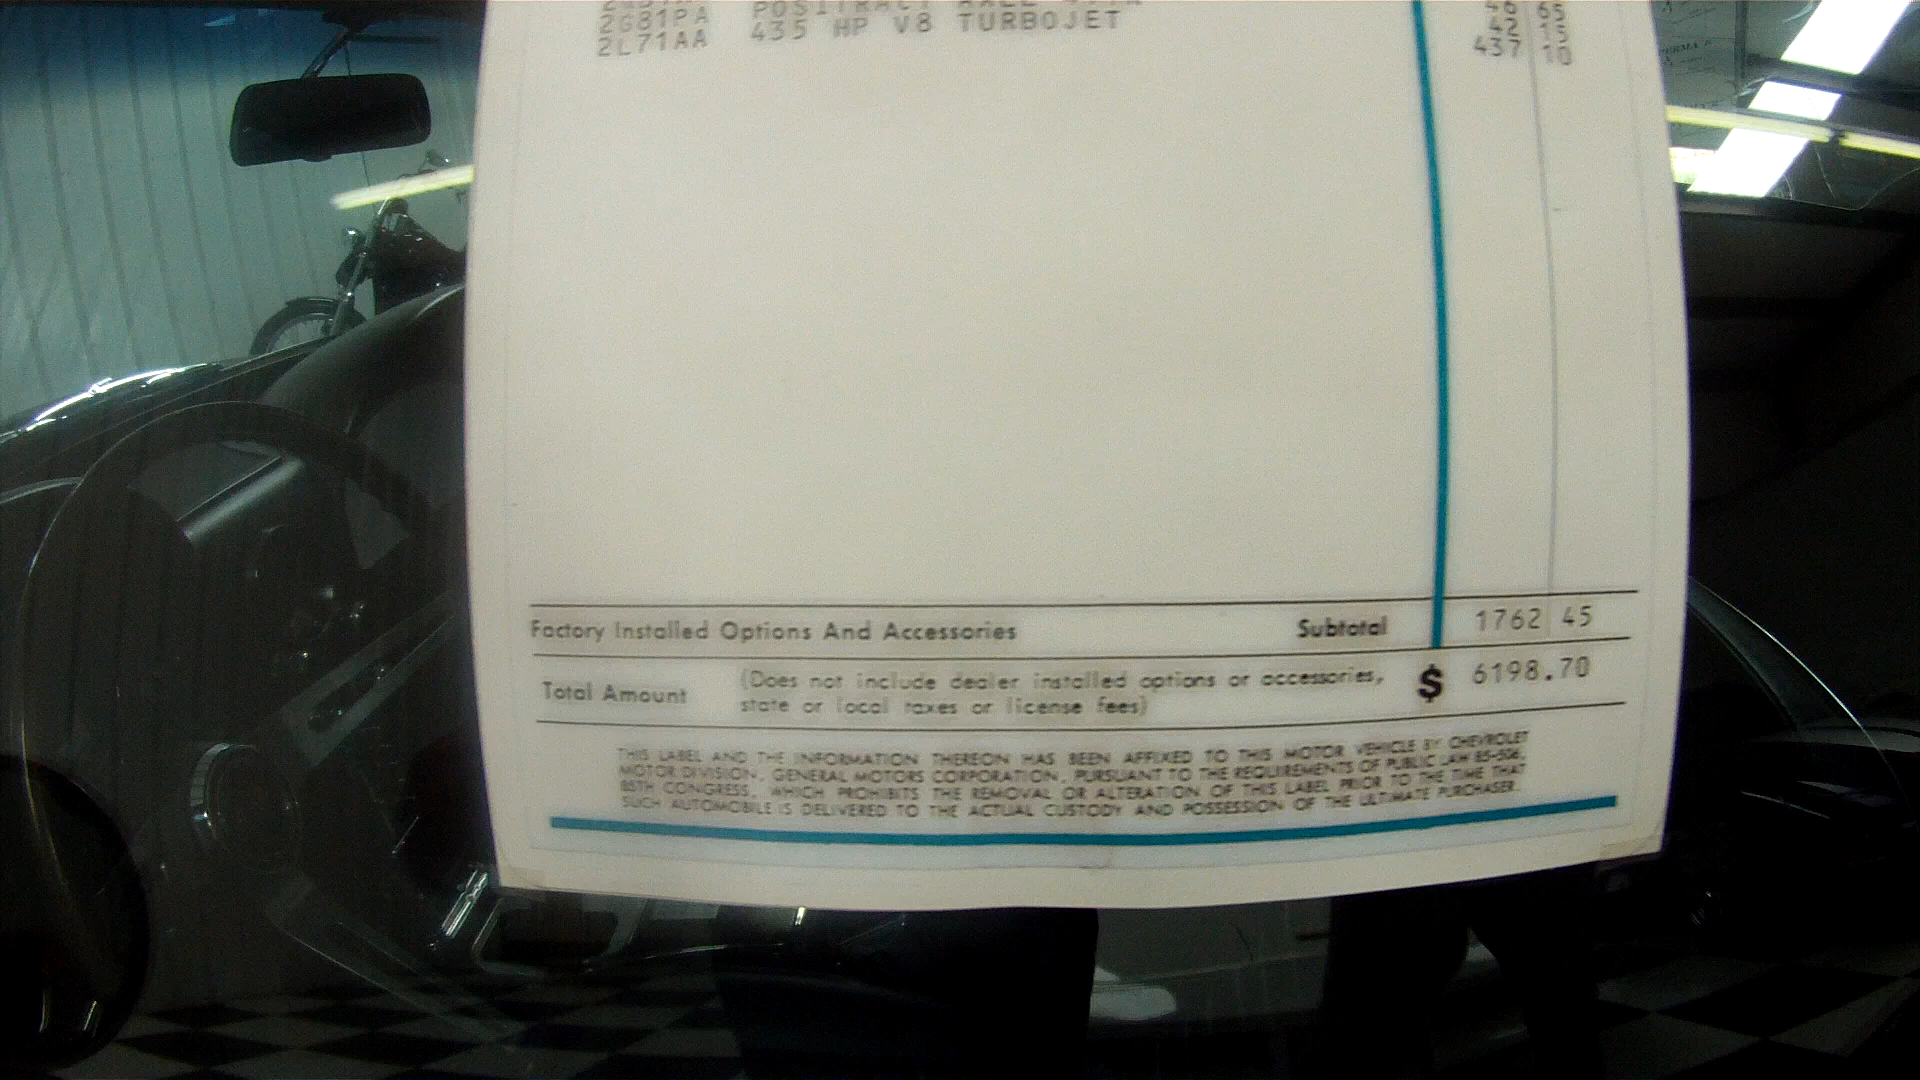 2G81PA POSITRACT 42 15
2L71AA 435 HP V8 TURBOJET 437 10
Factory Installed Options And Accessories Subtotal 1762 45
Total Amount (Does not include dealer installed options or accessories, $ 6198.70
state or local taxes or license fees)
THIS LABEL AND THE INFORMATION THEREON HAS BEEN AFFIXED TO THIS MOTOR VEHICLE BY CHEVROLET
MOTOR DIVISION, GENERAL MOTORS CORPORATION, PURSUANT TO THE REQUIREMENTS OF PUBLIC LAW 85-506,
85TH CONGRESS, WHICH PROHIBITS THE REMOVAL OR ALTERATION OF THIS LABEL PRIOR TO THE TIME THAT
SUCH AUTOMOBILE IS DELIVERED TO THE ACTUAL CUSTODY AND POSSESSION OF THE ULTIMATE PURCHASER.